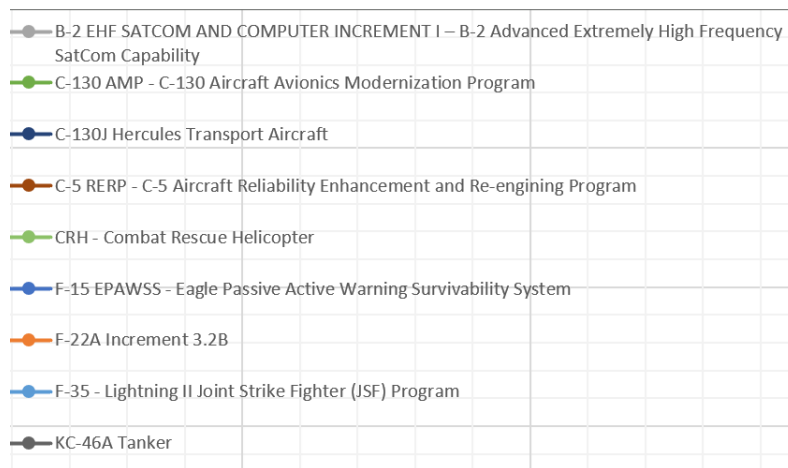 B-2 EHF SATCOM AND COMPUTER INCREMENT I – B-2 Advanced Extremely High Frequency
SatCom Capability
C-130 AMP - C-130 Aircraft Avionics Modernization Program
C-130J Hercules Transport Aircraft
C-5 RERP - C-5 Aircraft Reliability Enhancement and Re-engining Program
CRH - Combat Rescue Helicopter
F-15 EPAWSS - Eagle Passive Active Warning Survivability System
F-22A Increment 3.2B
F-35 - Lightning II Joint Strike Fighter (JSF) Program
KC-46A Tanker